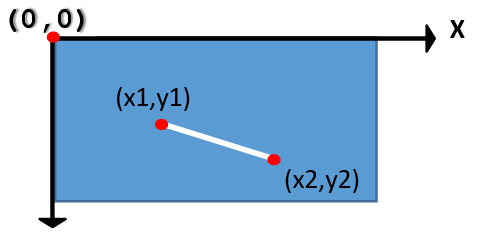 (0,0)
X
(x1,y1)
(x2,y2)